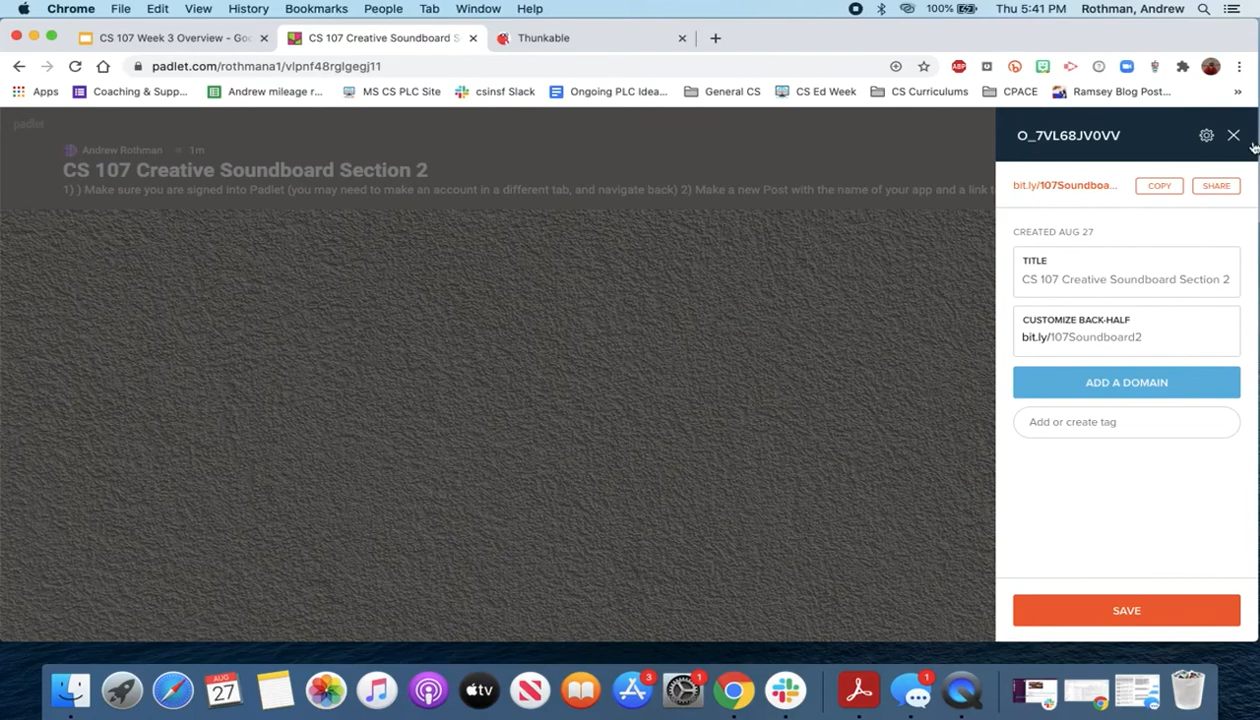 Chrome File Edit View History Bookmarks People Tab Window Help 100% Thu 5:41 PM Rothman, Andrew
CS 107 Week 3 Overview - Goo CS 107 Creative Soundboard S Thunkable
padlet.com/rothmana1/vlpnf48rglgegj11
Apps Coaching & Supp... Andrew mileage r... MS CS PLC Site csinsf Slack Ongoing PLC Idea... General CS CS Ed Week CS Curriculums CPACE Ramsey Blog Post... »
padlet
Andrew Rothman 1m
CS 107 Creative Soundboard Section 2
1) ) Make sure you are signed into Padlet (you may need to make an account in a different tab, and navigate back) 2) Make a new Post with the name of your app and a link t
O_7VL68JV0VV
bit.ly/107Soundboa... COPY SHARE
CREATED AUG 27
TITLE
CS 107 Creative Soundboard Section 2
CUSTOMIZE BACK-HALF
bit.ly/107Soundboard2
ADD A DOMAIN
Add or create tag
SAVE
AUG 27 tv 3 1 1